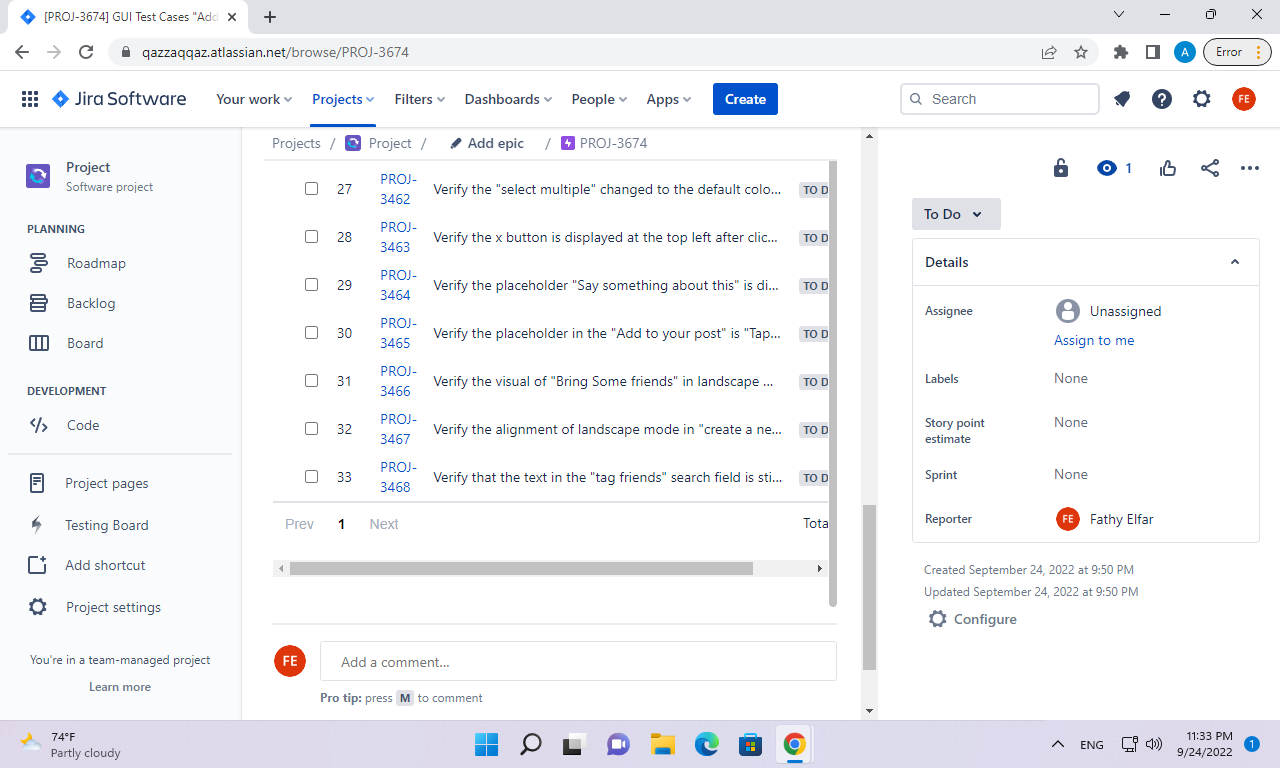 [PROJ-3674] GUI Test Cases "Add
qazzaqqaz.atlassian.net/browse/PROJ-3674
A
Error
Jira Software
Your work
Projects
Filters
Dashboards
People
Apps
Create
Search
FE
Project
Software project
PLANNING
Roadmap
Backlog
Board
DEVELOPMENT
Code
Project pages
Testing Board
Add shortcut
Project settings
You're in a team-managed project
Learn more
Projects / Project / Add epic / PROJ-3674
27 PROJ-3462 Verify the "select multiple" changed to the default colo... TO D
28 PROJ-3463 Verify the x button is displayed at the top left after clic... TO D
29 PROJ-3464 Verify the placeholder "Say something about this" is di... TO D
30 PROJ-3465 Verify the placeholder in the "Add to your post" is "Tap... TO D
31 PROJ-3466 Verify the visual of "Bring Some friends" in landscape ... TO D
32 PROJ-3467 Verify the alignment of landscape mode in "create a ne... TO D
33 PROJ-3468 Verify that the text in the "tag friends" search field is sti... TO D
Prev 1 Next Tota
FE
Add a comment...
Pro tip: press M to comment
1
To Do
Details
Assignee
Unassigned
Assign to me
Labels
None
Story point estimate
None
Sprint
None
Reporter
FE Fathy Elfar
Created September 24, 2022 at 9:50 PM
Updated September 24, 2022 at 9:50 PM
Configure
74°F
Partly cloudy
ENG
11:33 PM
9/24/2022
1